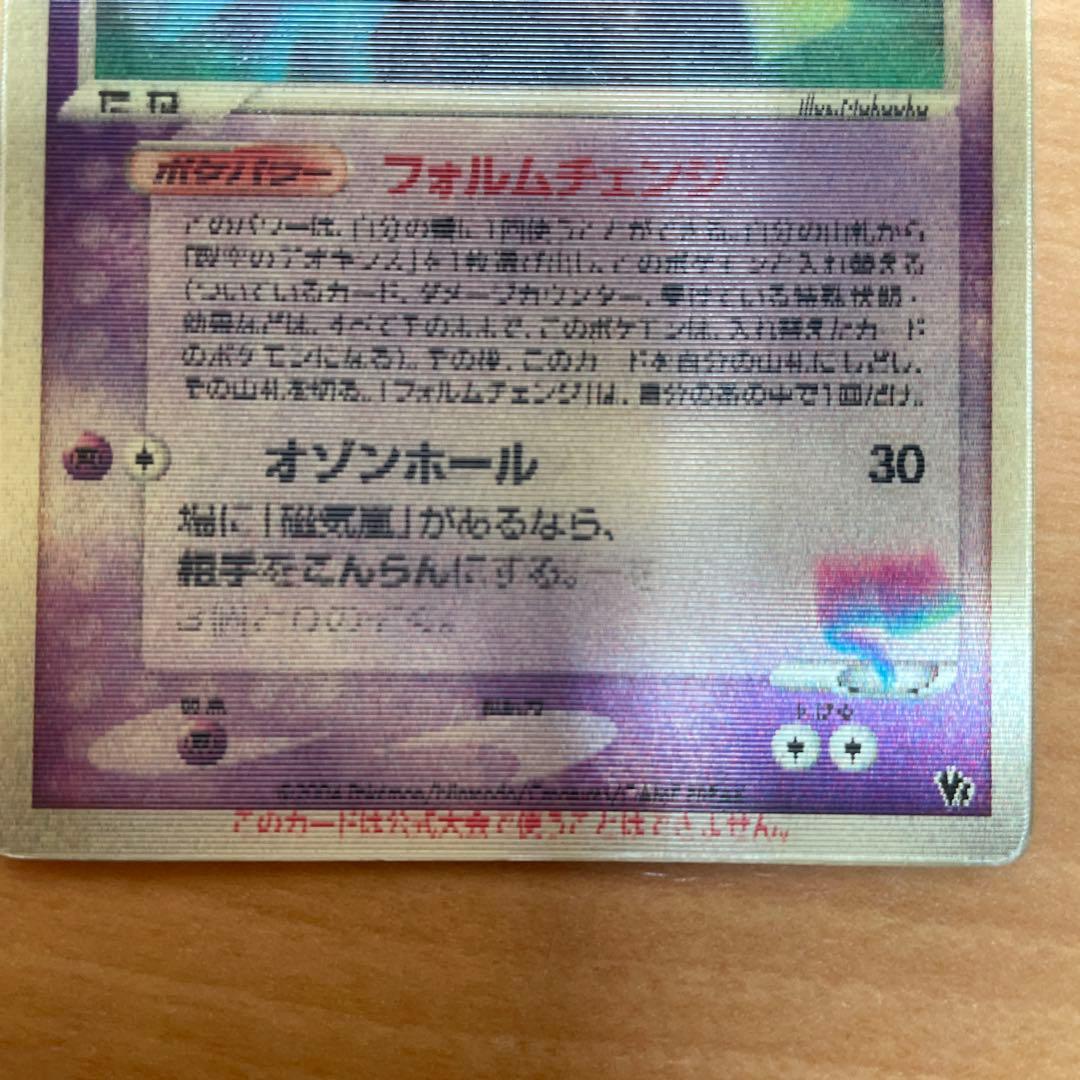 ポケパワー フォルムチェンジ
このパワーは、自分の番に1回使うことができる。自分の山札から
「時空のデオキシス」を1枚選び出し、このポケモンと入れ替える
(ついているカード、ダメージカウンター、受けている特殊状態・
効果などは、すべてそのままで、このポケモンは、入れ替えたカード
のポケモンになる)。その後、このカードを自分の山札にもどし、
その山札を切る。「フォルムチェンジ」は、自分の番の中で1回だけ。
オゾンホール 30
場に「磁気嵐」があるなら、
相手をこんらんにする。
弱点 抵抗力 にげる
このカードは公式大会で使うことはできません。